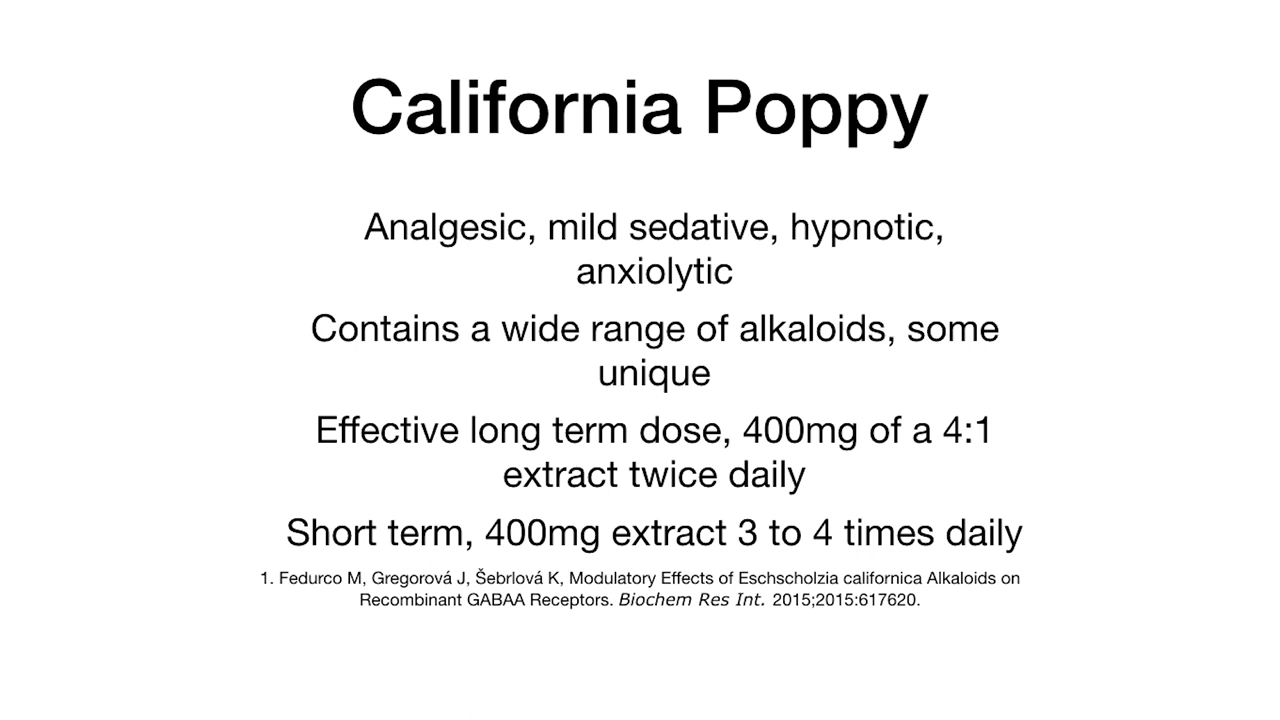 California Poppy
Analgesic, mild sedative, hypnotic,
anxiolytic
Contains a wide range of alkaloids, some
unique
Effective long term dose, 400mg of a 4:1
extract twice daily
Short term, 400mg extract 3 to 4 times daily
1. Fedurco M, Gregorová J, Šebrlová K, Modulatory Effects of Eschscholzia californica Alkaloids on
Recombinant GABAA Receptors. Biochem Res Int. 2015;2015:617620.